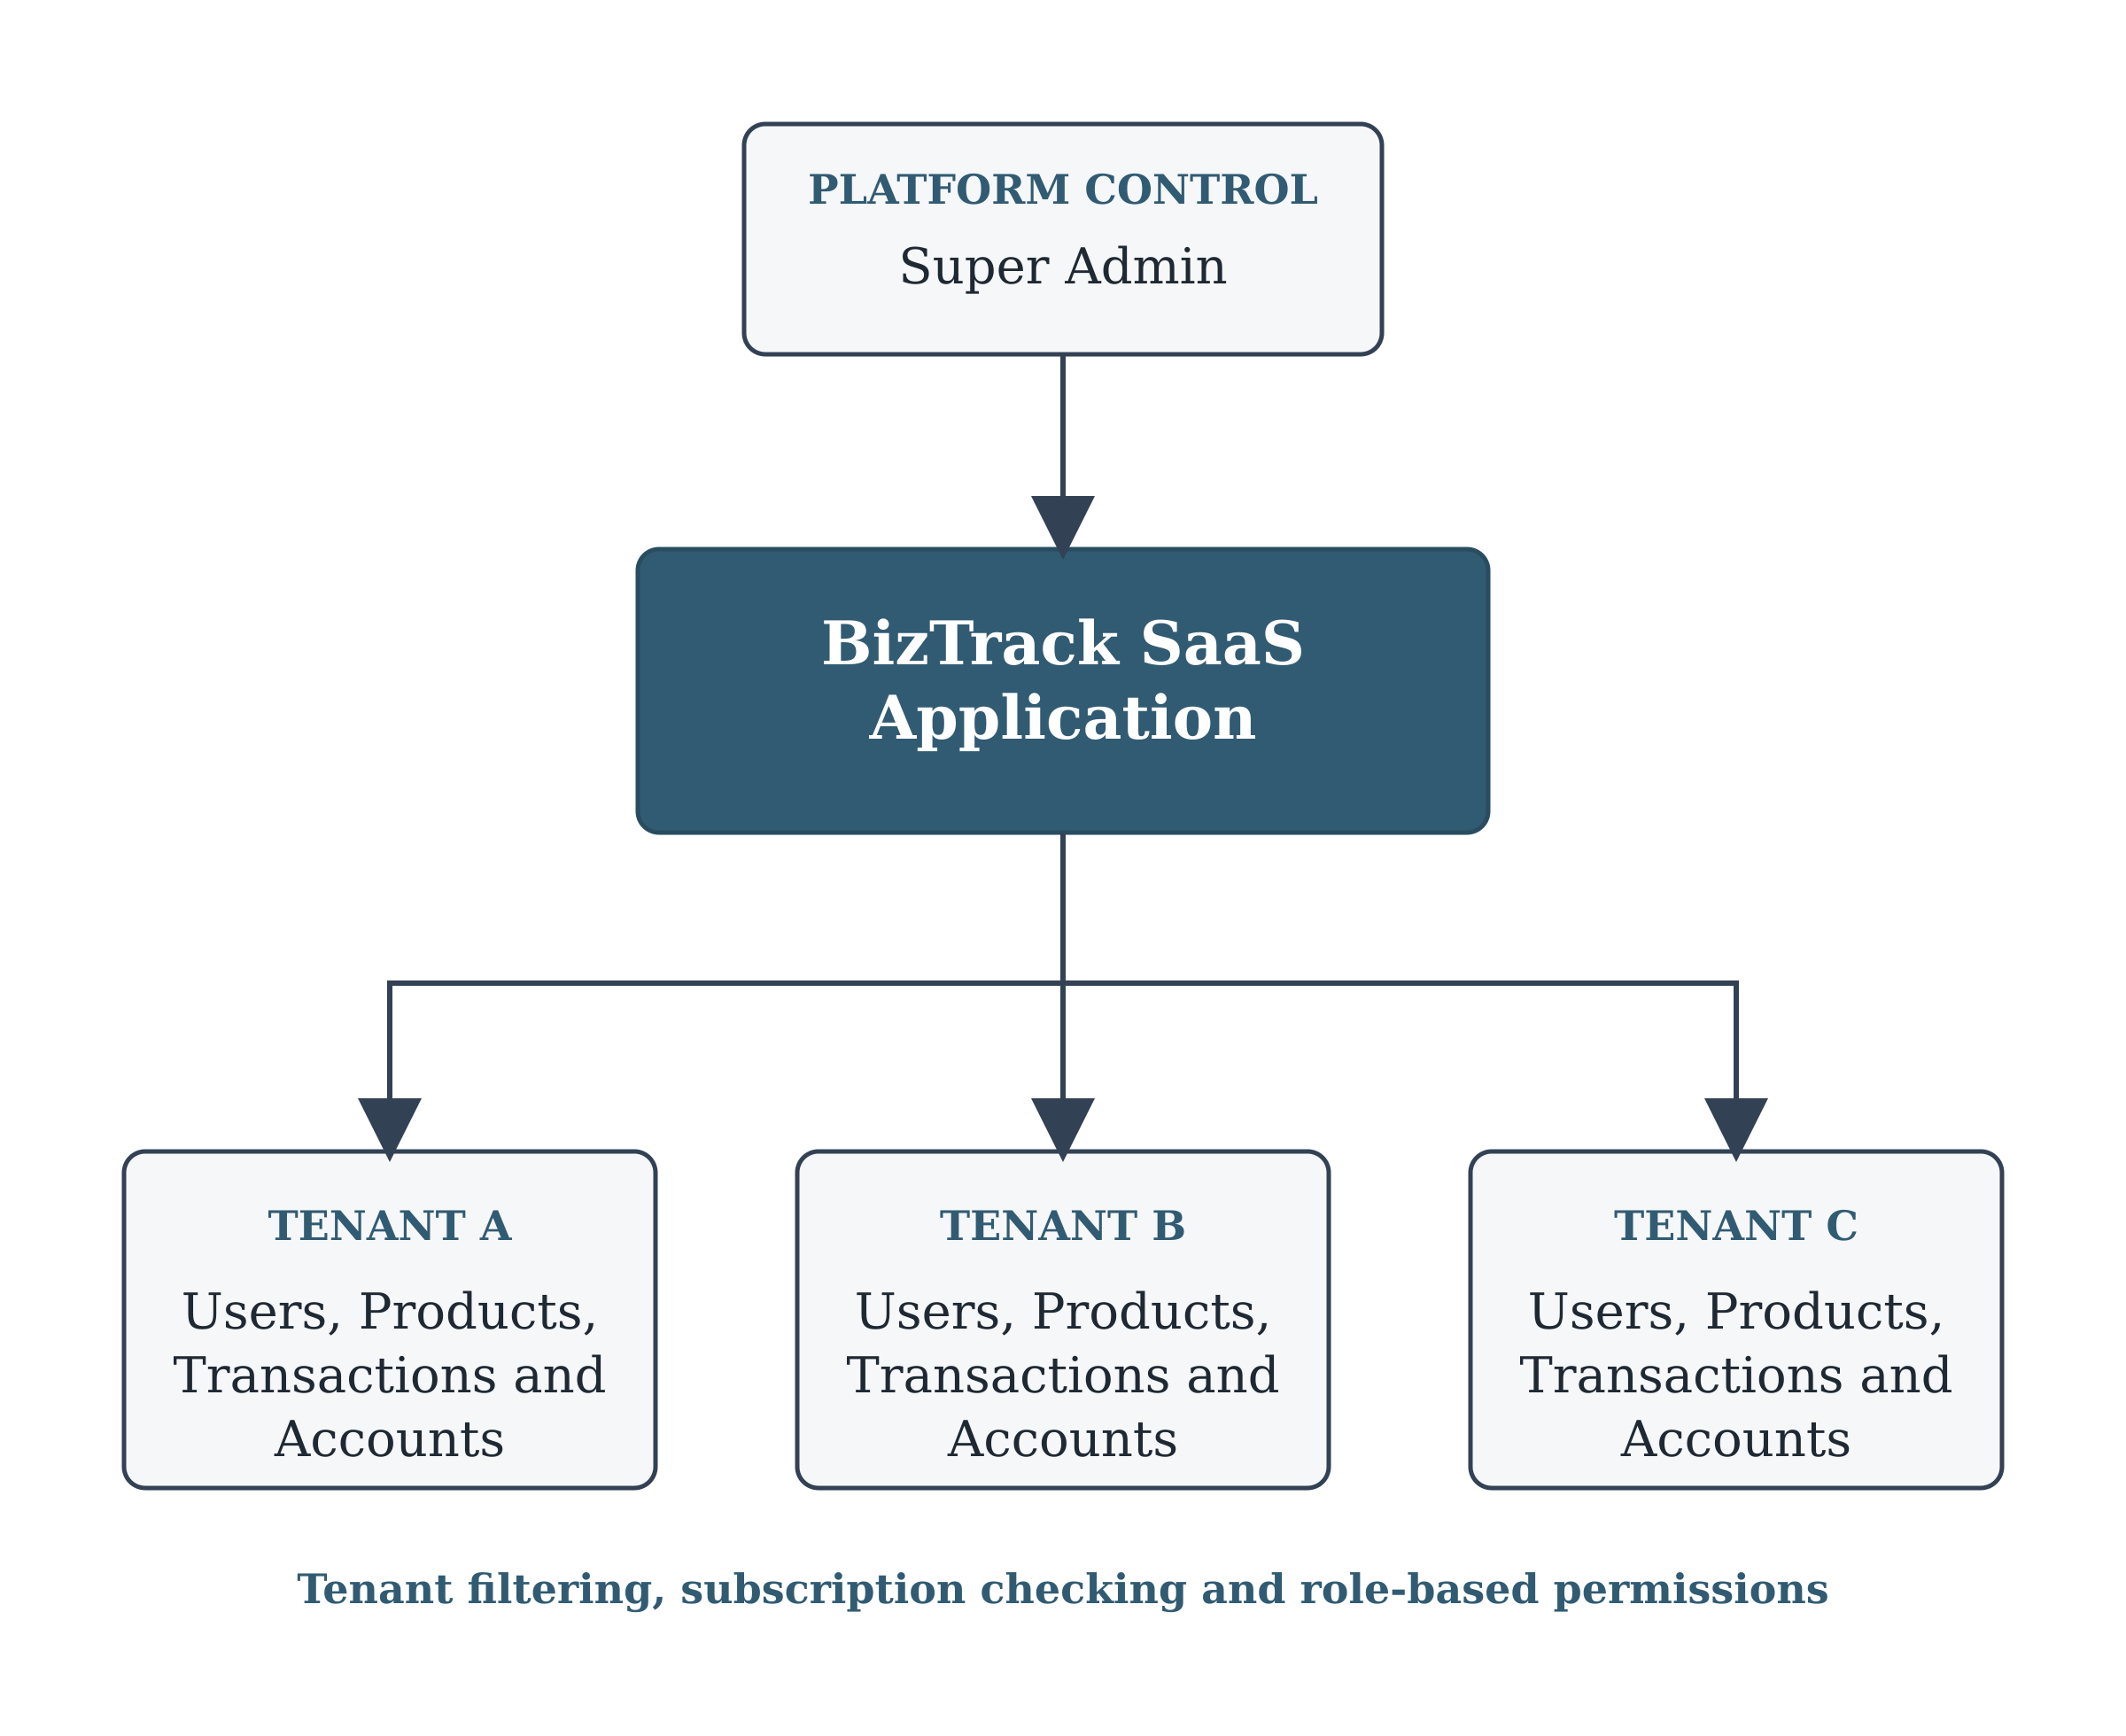 PLATFORM CONTROL
Super Admin
BizTrack SaaS
Application
TENANT A
Users, Products,
Transactions and
Accounts
TENANT B
Users, Products,
Transactions and
Accounts
TENANT C
Users, Products,
Transactions and
Accounts
Tenant filtering, subscription checking and role-based permissions